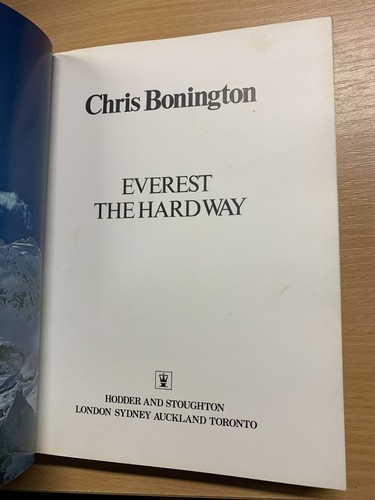 Chris Bonington
EVEREST
THE HARD WAY
HODDER AND STOUGHTON
LONDON SYDNEY AUCKLAND TORONTO